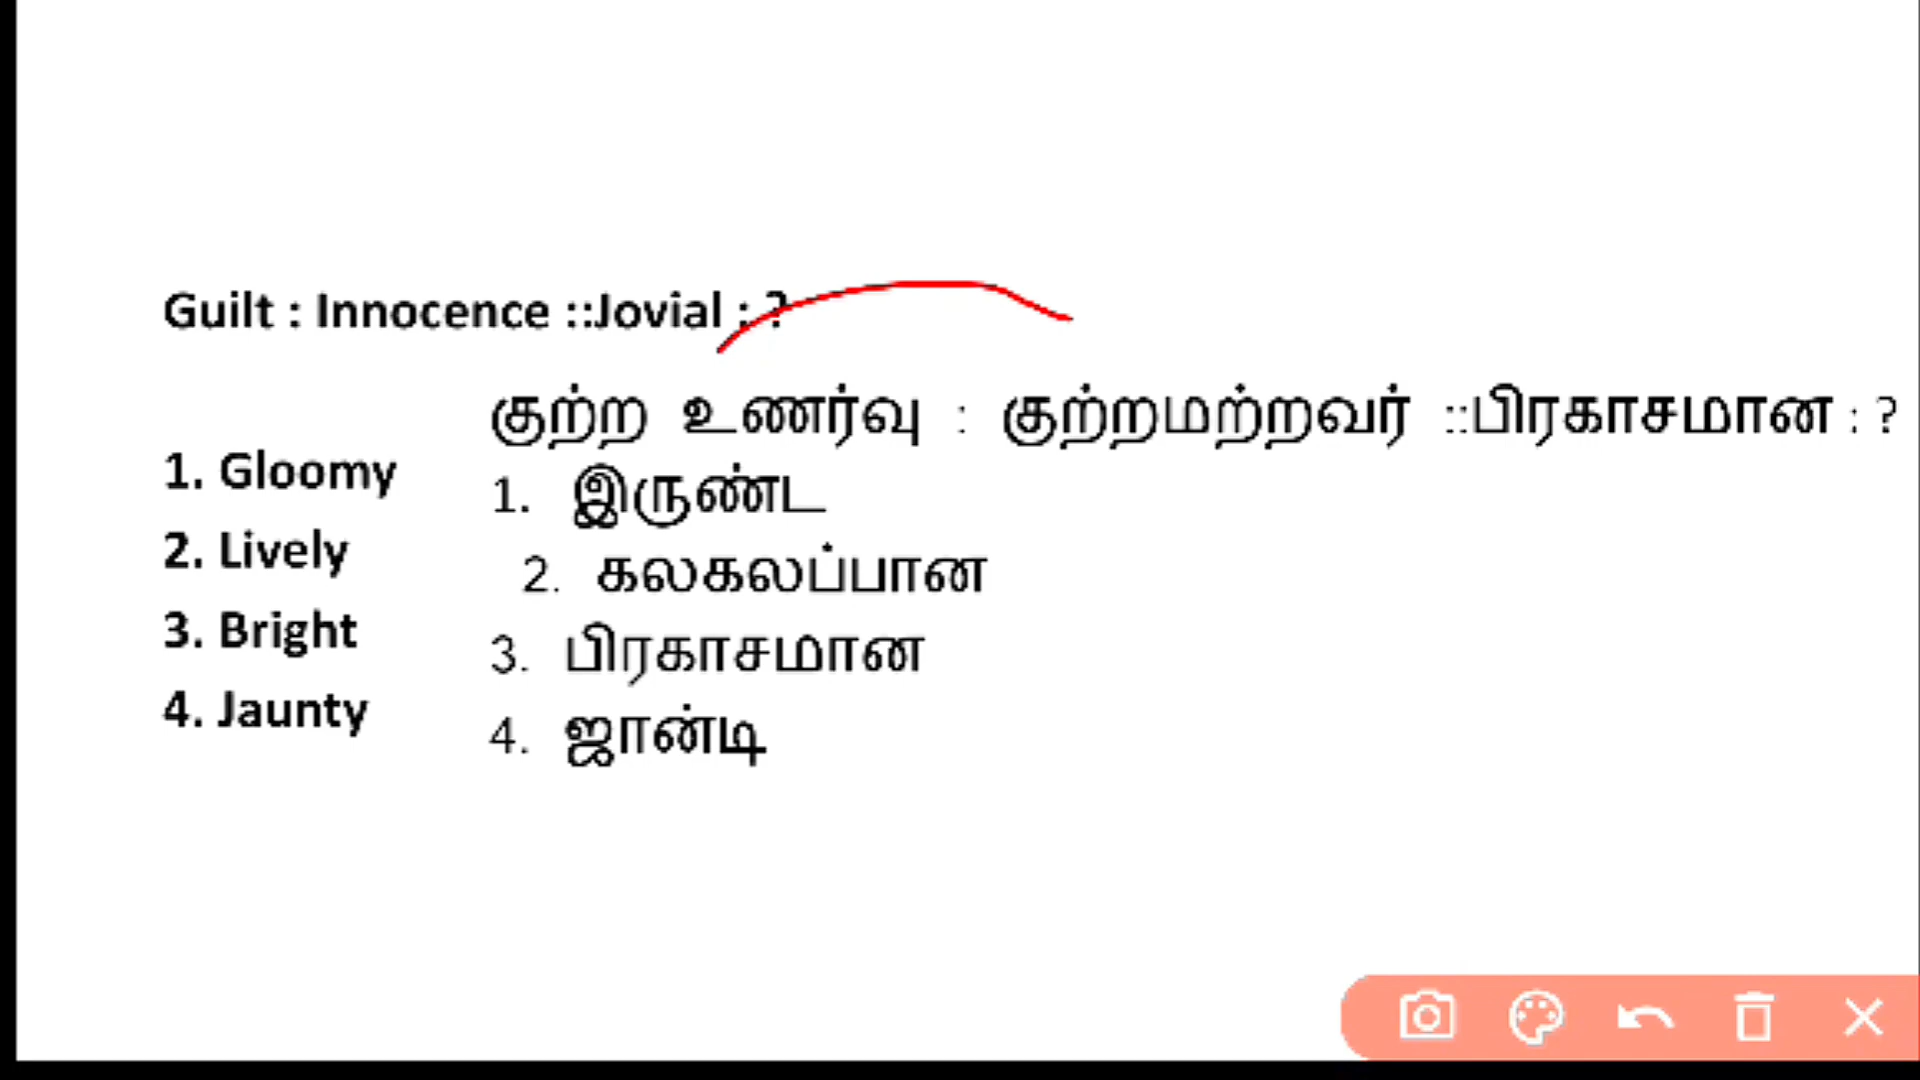 Guilt : Innocence ::Jovial : ?
குற்ற உணர்வு : குற்றமற்றவர் ::பிரகாசமான : ?
1. Gloomy
2. Lively
3. Bright
4. Jaunty
1. இருண்ட
2. கலகலப்பான
3. பிரகாசமான
4. ஜான்டி